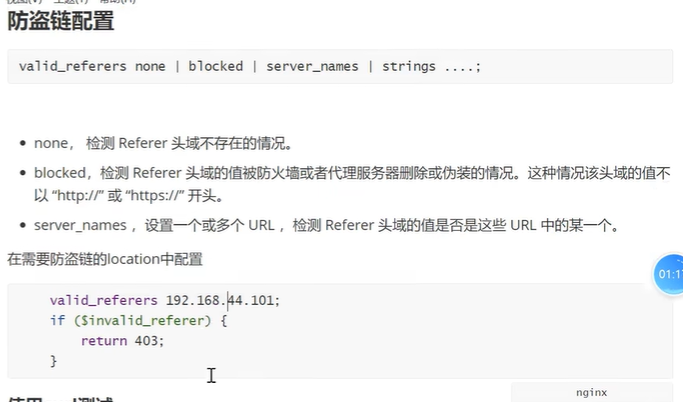 防盗链配置
valid_referers none | blocked | server_names | strings ....;
none， 检测 Referer 头域不存在的情况。
blocked，检测 Referer 头域的值被防火墙或者代理服务器删除或伪装的情况。这种情况该头域的值不
以 “http://” 或 “https://” 开头。
server_names ，设置一个或多个 URL ，检测 Referer 头域的值是否是这些 URL 中的某一个。
在需要防盗链的location中配置
01:1
valid_referers 192.168.44.101;
if ($invalid_referer) {
return 403;
}
nginx